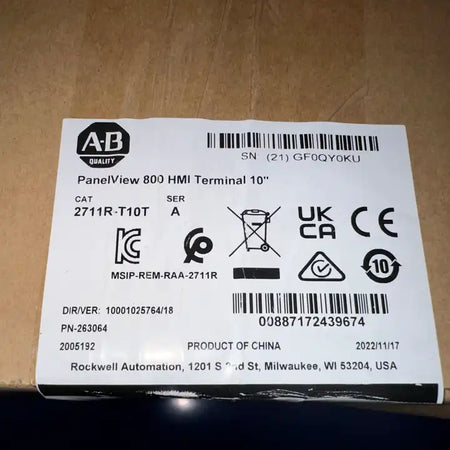 A-B
QUALITY
SN: (21) GF0QY0KU
PanelView 800 HMI Terminal 10"
CAT SER
2711R-T10T A
UK
CA CE
10
MSIP-REM-RAA-2711R
DIR/VER: 10001025764/18
00887172439674
PN-263064
2005192 PRODUCT OF CHINA 2022/11/17
Rockwell Automation, 1201 S 2nd St, Milwaukee, WI 53204, USA